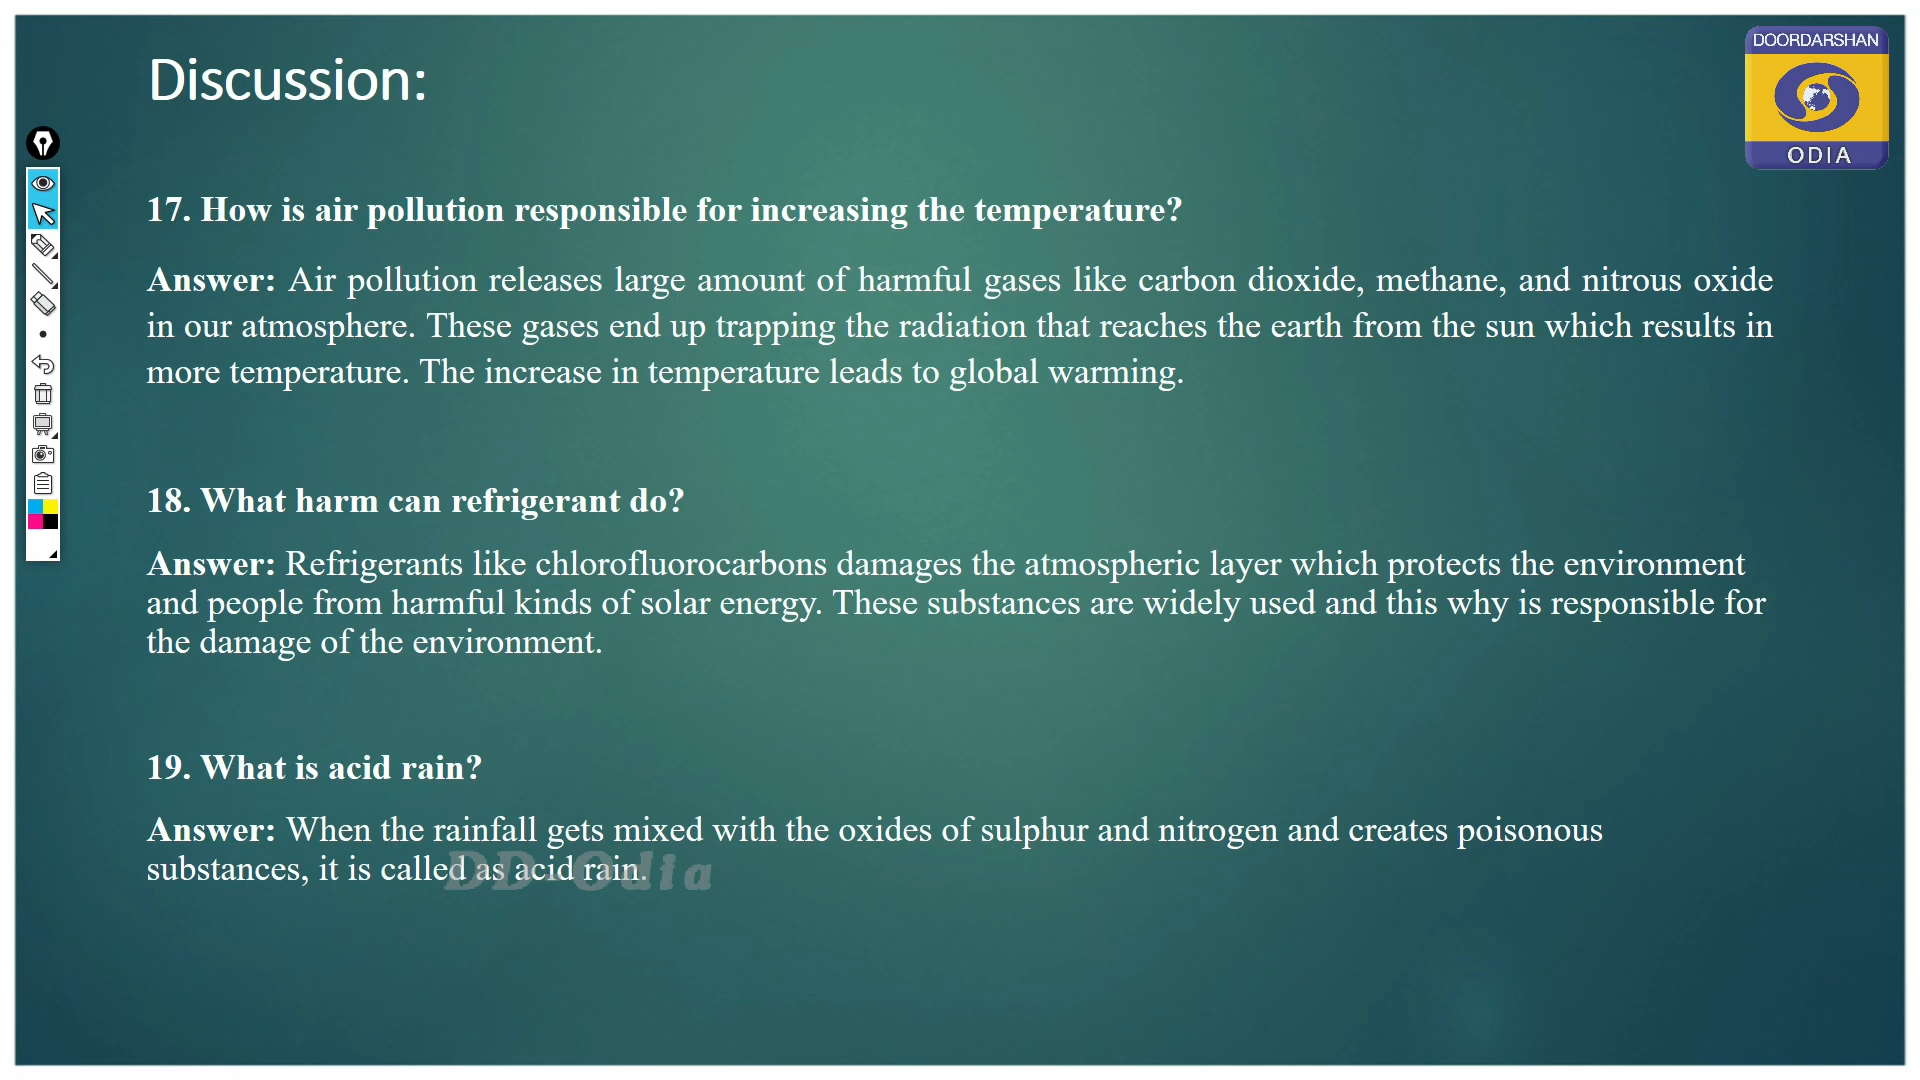 Discussion:
DOORDARSHAN
ODIA
17. How is air pollution responsible for increasing the temperature?
Answer: Air pollution releases large amount of harmful gases like carbon dioxide, methane, and nitrous oxide
in our atmosphere. These gases end up trapping the radiation that reaches the earth from the sun which results in
more temperature. The increase in temperature leads to global warming.
18. What harm can refrigerant do?
Answer: Refrigerants like chlorofluorocarbons damages the atmospheric layer which protects the environment
and people from harmful kinds of solar energy. These substances are widely used and this why is responsible for
the damage of the environment.
19. What is acid rain?
Answer: When the rainfall gets mixed with the oxides of sulphur and nitrogen and creates poisonous
substances, it is called as acid rain.
DD-Odia